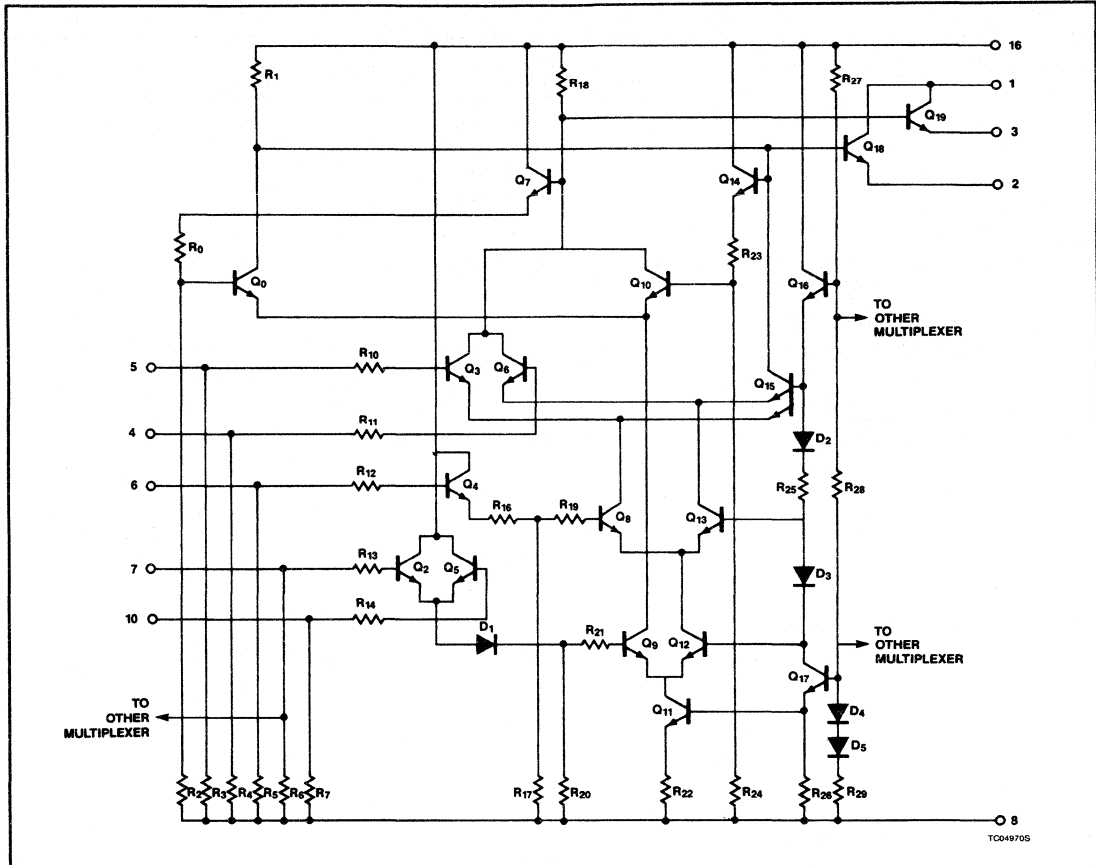 16
R1
R27
R18
1
Q19
3
Q18
Q7
Q14
2
R0
R23
Q0
Q10
Q16
TO
OTHER
MULTIPLEXER
R10
5
Q3
Q6
Q15
R11
4
D2
R12
6
Q4
R25
R28
R16
R19
Q8
Q13
R13
7
Q2
Q5
D3
R14
10
D1
R21
Q9
Q12
TO
OTHER
MULTIPLEXER
Q17
TO
OTHER
MULTIPLEXER
Q11
D4
D5
R2
R3
R4
R5
R6
R7
R17
R20
R22
R24
R26
R29
8
TC04970S